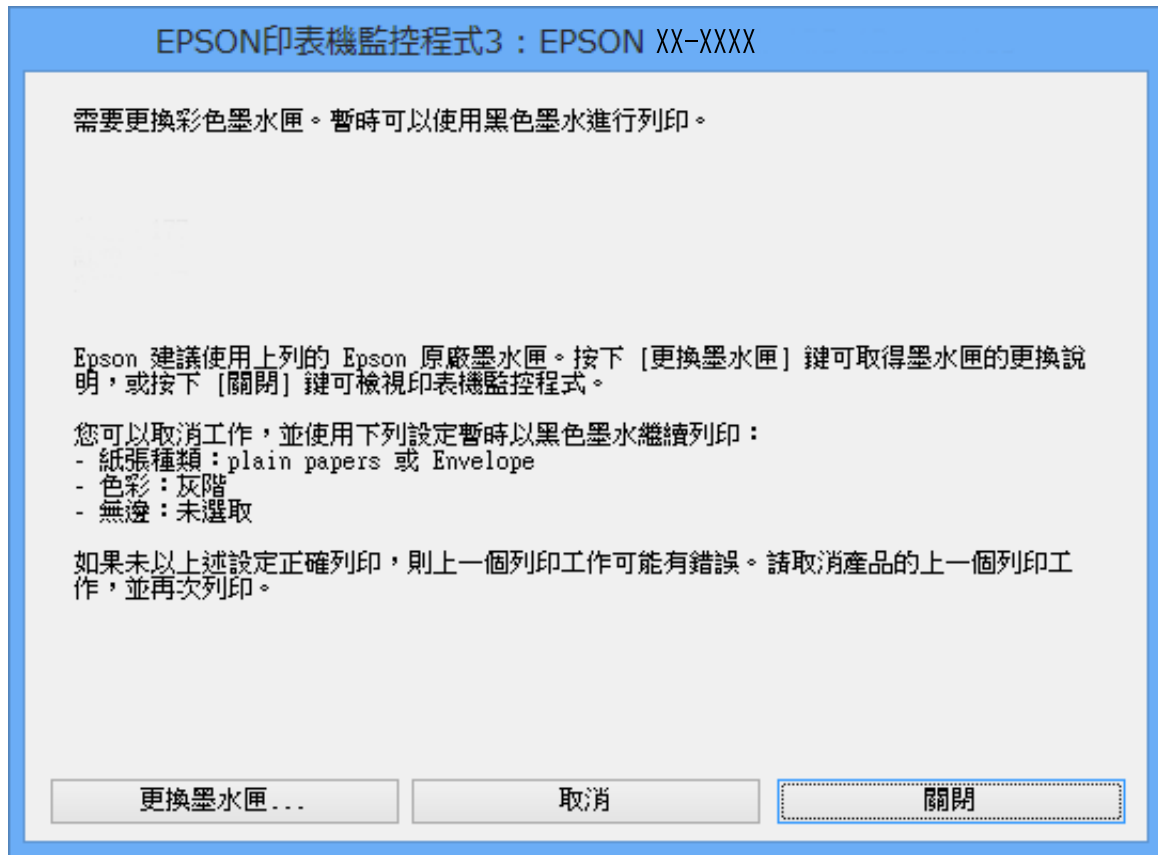 EPSON印表機監控程式3：EPSON XX-XXXX
需要更換彩色墨水匣。暫時可以使用黑色墨水進行列印。
Epson 建議使用上列的 Epson 原廠墨水匣。按下 [更換墨水匣] 鍵可取得墨水匣的更換說
明，或按下 [關閉] 鍵可檢視印表機監控程式。
您可以取消工作，並使用下列設定暫時以黑色墨水繼續列印：
- 紙張種類：plain papers 或 Envelope
- 色彩：灰階
- 無邊：未選取
如果未以上述設定正確列印，則上一個列印工作可能有錯誤。請取消產品的上一個列印工
作，並再次列印。
更換墨水匣...
取消
關閉